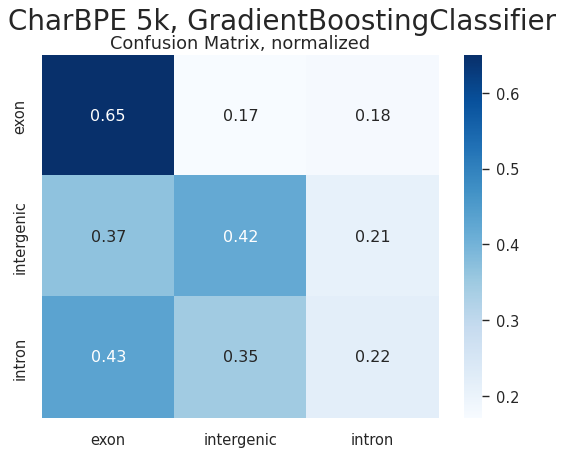 CharBPE 5k, GradientBoostingClassifier
Confusion Matrix, normalized
exon
0.65
0.17
0.18
intergenic
0.37
0.42
0.21
intron
0.43
0.35
0.22
exon
intergenic
intron
0.6
0.5
0.4
0.3
0.2